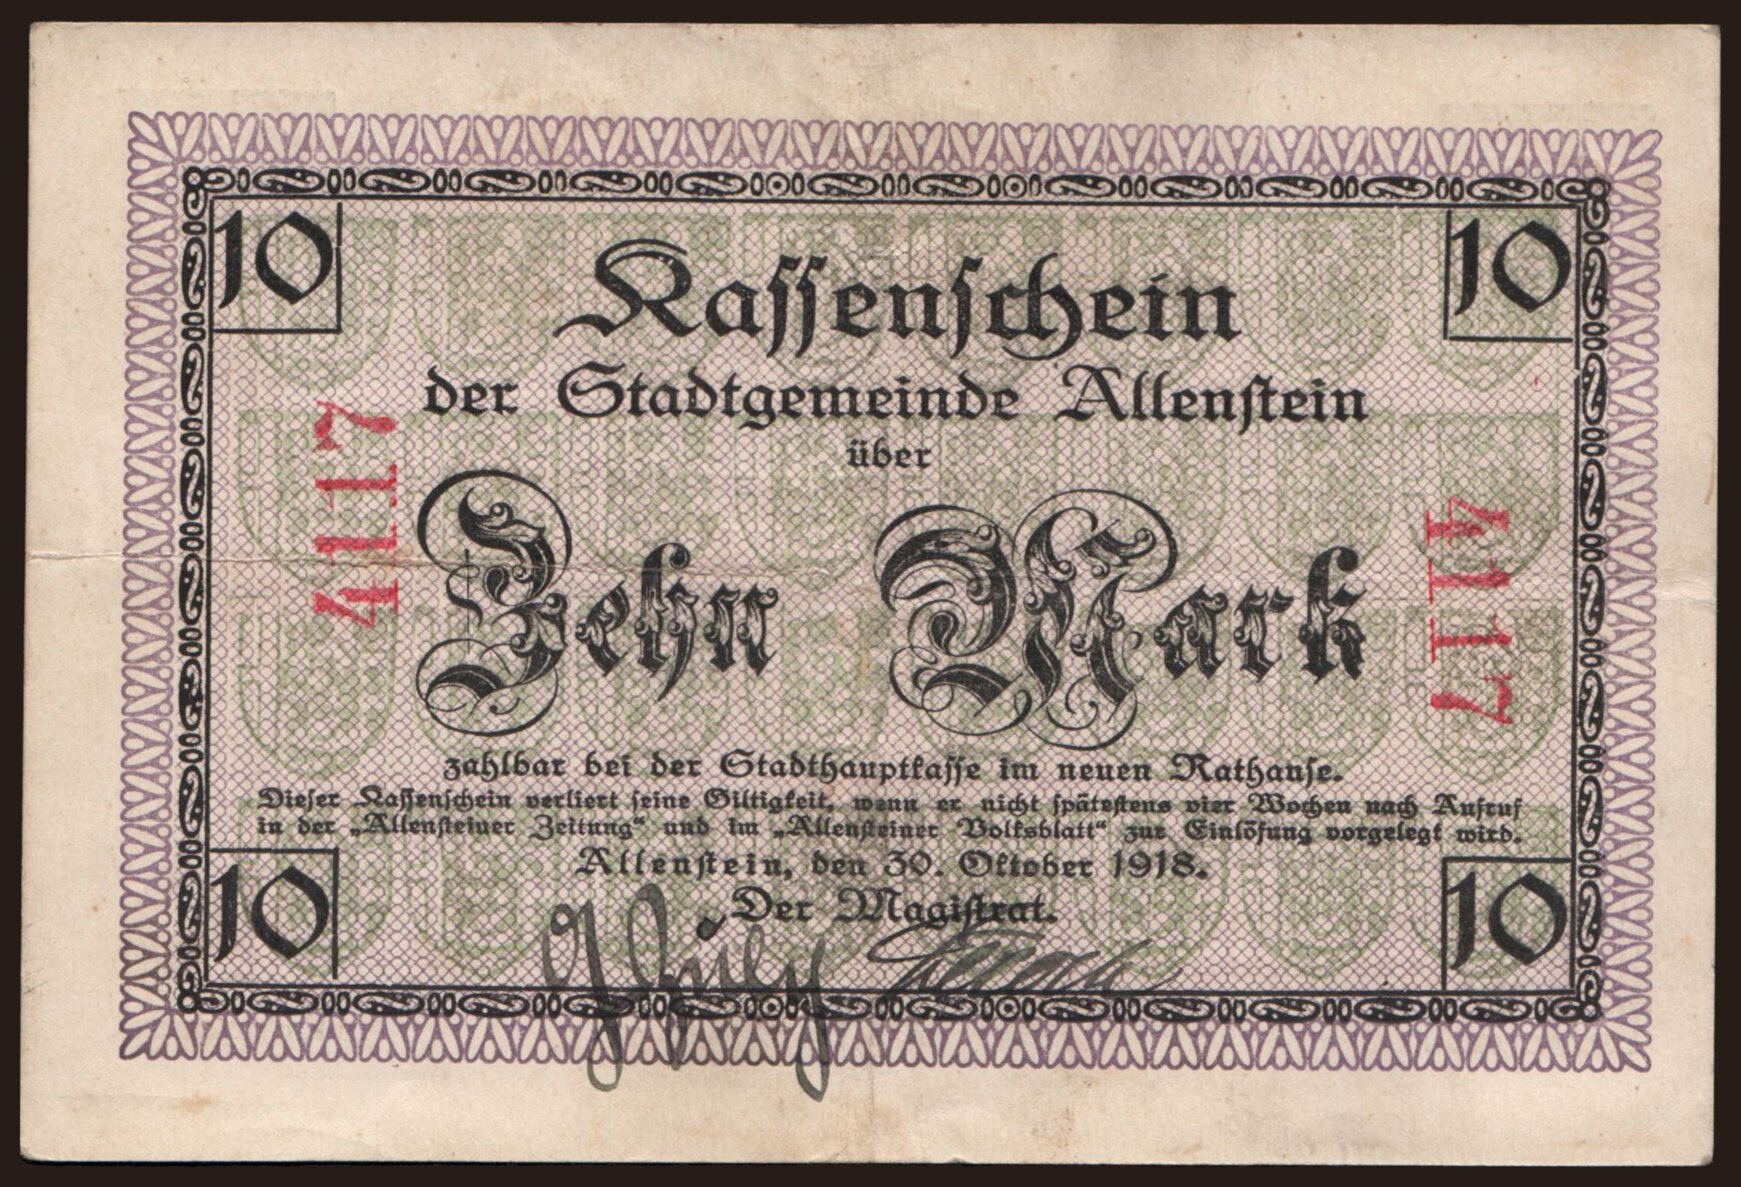 10
10
Kassenschein
der Stadtgemeinde Allenstein
über
4117
4117
Zehn Mark
zahlbar bei der Stadthauptkasse im neuen Rathause.
Dieser Kassenschein verliert seine Giltigkeit, wenn er nicht spätestens vier Wochen nach Aufruf
in der „Allensteiner Zeitung“ und im „Allensteiner Volksblatt“ zur Einlösung vorgelegt wird.
Allenstein, den 30. Oktober 1918.
10
Der Magistrat.
10